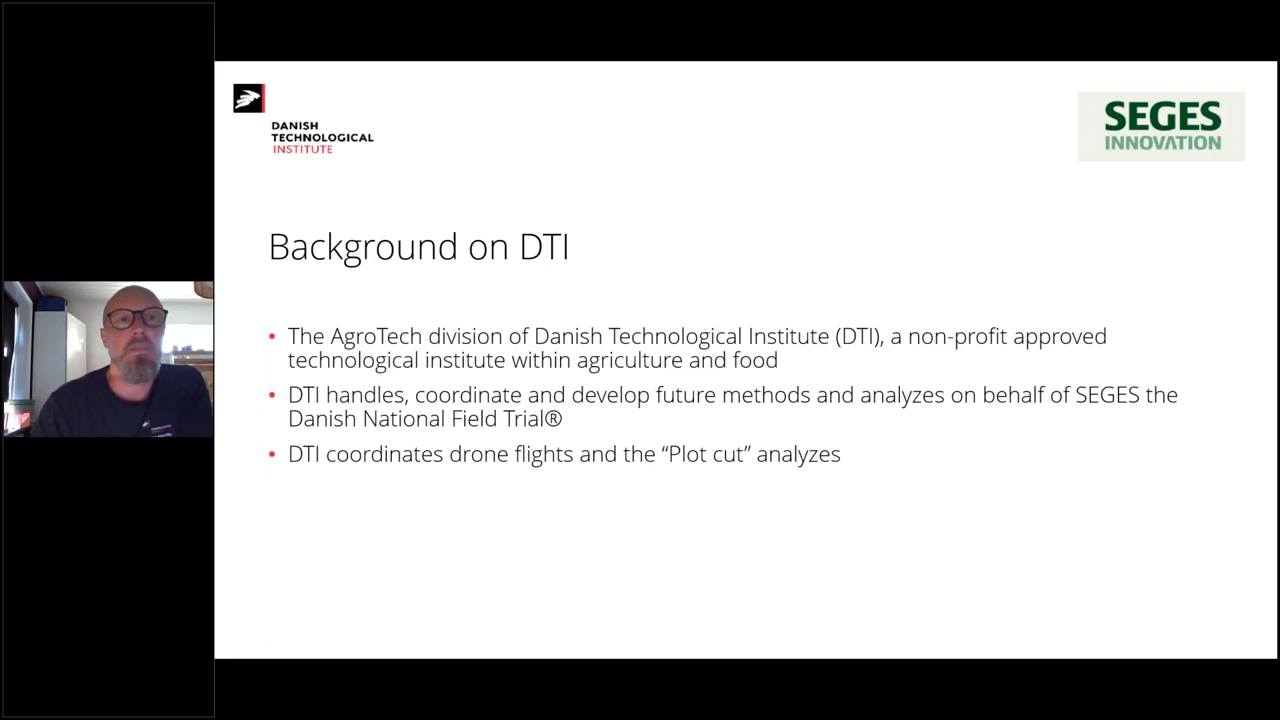 DANISH
TECHNOLOGICAL
INSTITUTE
SEGES
INNOVATION
Background on DTI
• The AgroTech division of Danish Technological Institute (DTI), a non-profit approved
technological institute within agriculture and food
• DTI handles, coordinate and develop future methods and analyzes on behalf of SEGES the
Danish National Field Trial®
• DTI coordinates drone flights and the “Plot cut” analyzes